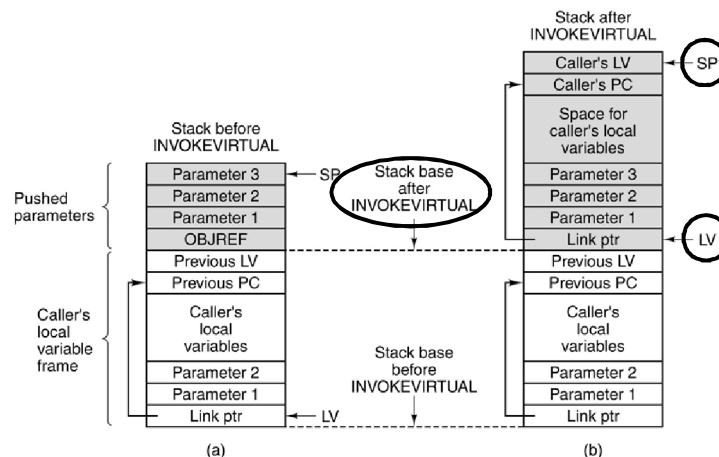 Stack after
INVOKEVIRTUAL
Caller's LV
SP
Caller's PC
Space for
caller's local
variables
Stack before
INVOKEVIRTUAL
Pushed
parameters
Parameter 3
SP
Parameter 2
Parameter 1
OBJREF
Stack base
after
INVOKEVIRTUAL
Parameter 3
Parameter 2
Parameter 1
Link ptr
LV
Caller's
local
variable
frame
Previous LV
Previous PC
Caller's
local
variables
Parameter 2
Parameter 1
Link ptr
LV
Stack base
before
INVOKEVIRTUAL
Previous LV
Previous PC
Caller's
local
variables
Parameter 2
Parameter 1
Link ptr
(a)
(b)